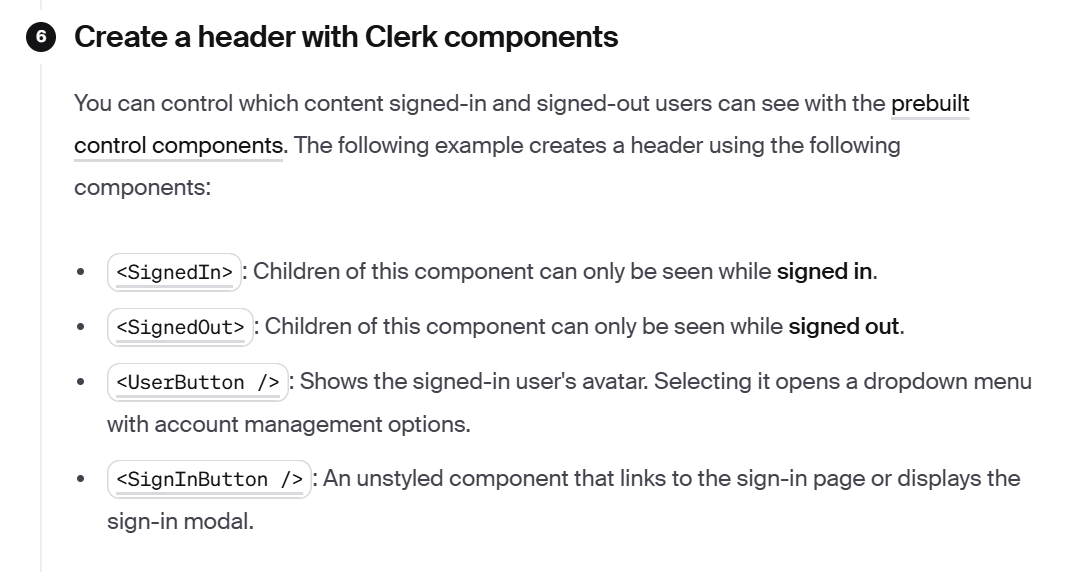 6 Create a header with Clerk components
You can control which content signed-in and signed-out users can see with the prebuilt
control components. The following example creates a header using the following
components:
• <SignedIn>: Children of this component can only be seen while signed in.
• <SignedOut>: Children of this component can only be seen while signed out.
• <UserButton />: Shows the signed-in user's avatar. Selecting it opens a dropdown menu
with account management options.
• <SignInButton />: An unstyled component that links to the sign-in page or displays the
sign-in modal.